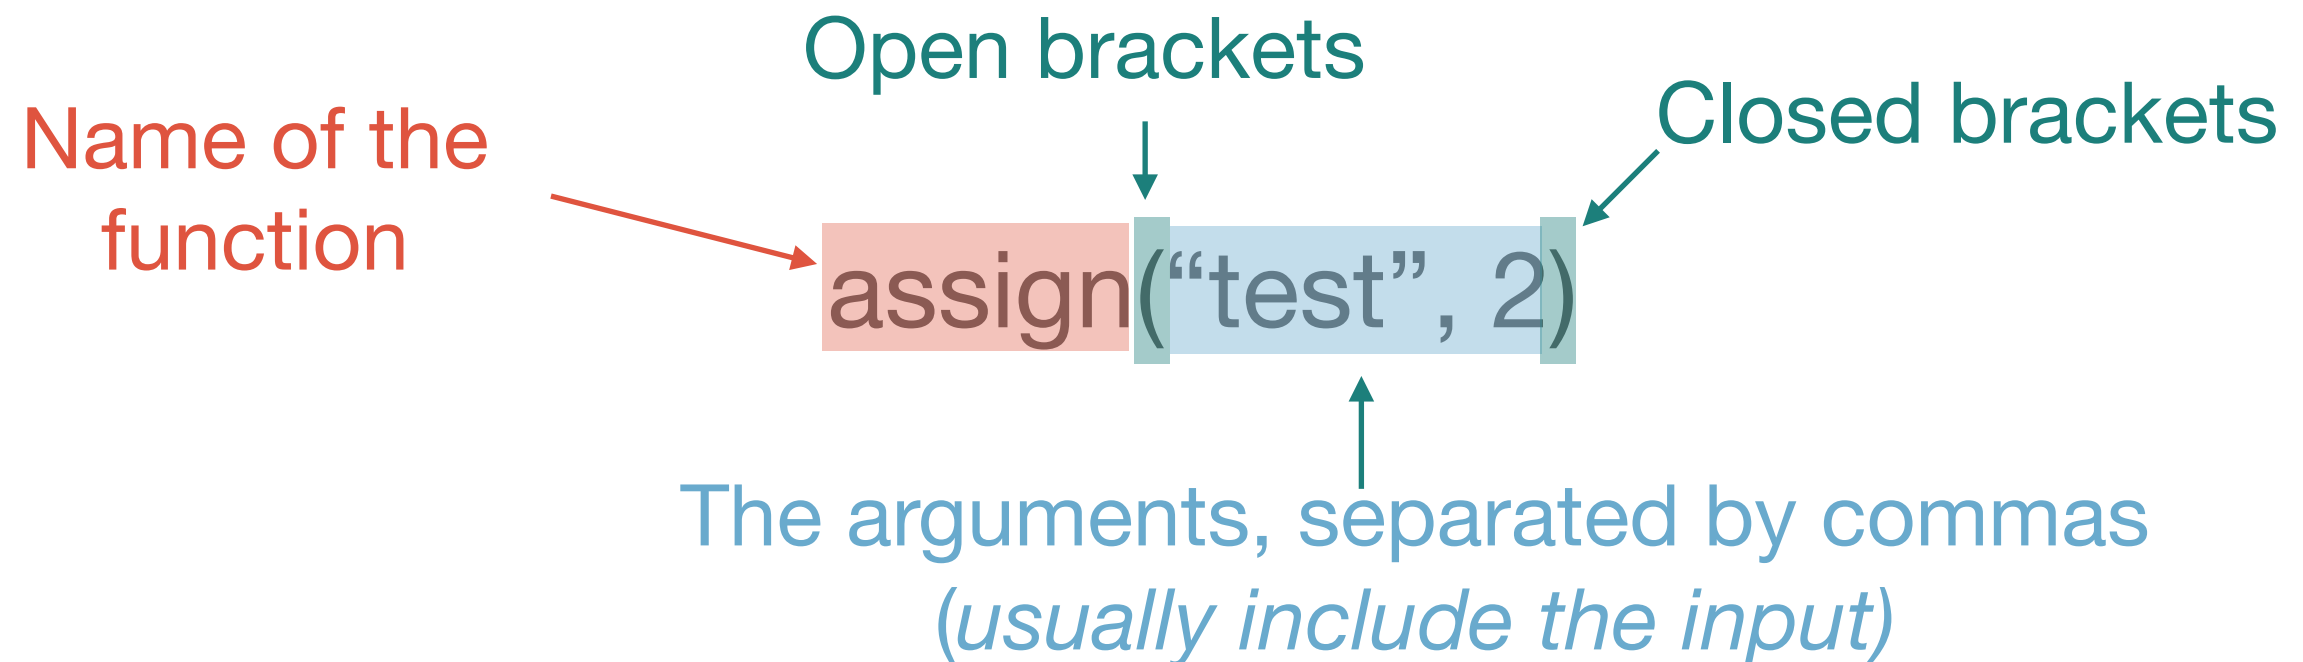 Open brackets
Closed brackets
Name of the
function
assign(“test”, 2)
The arguments, separated by commas
(usually include the input)